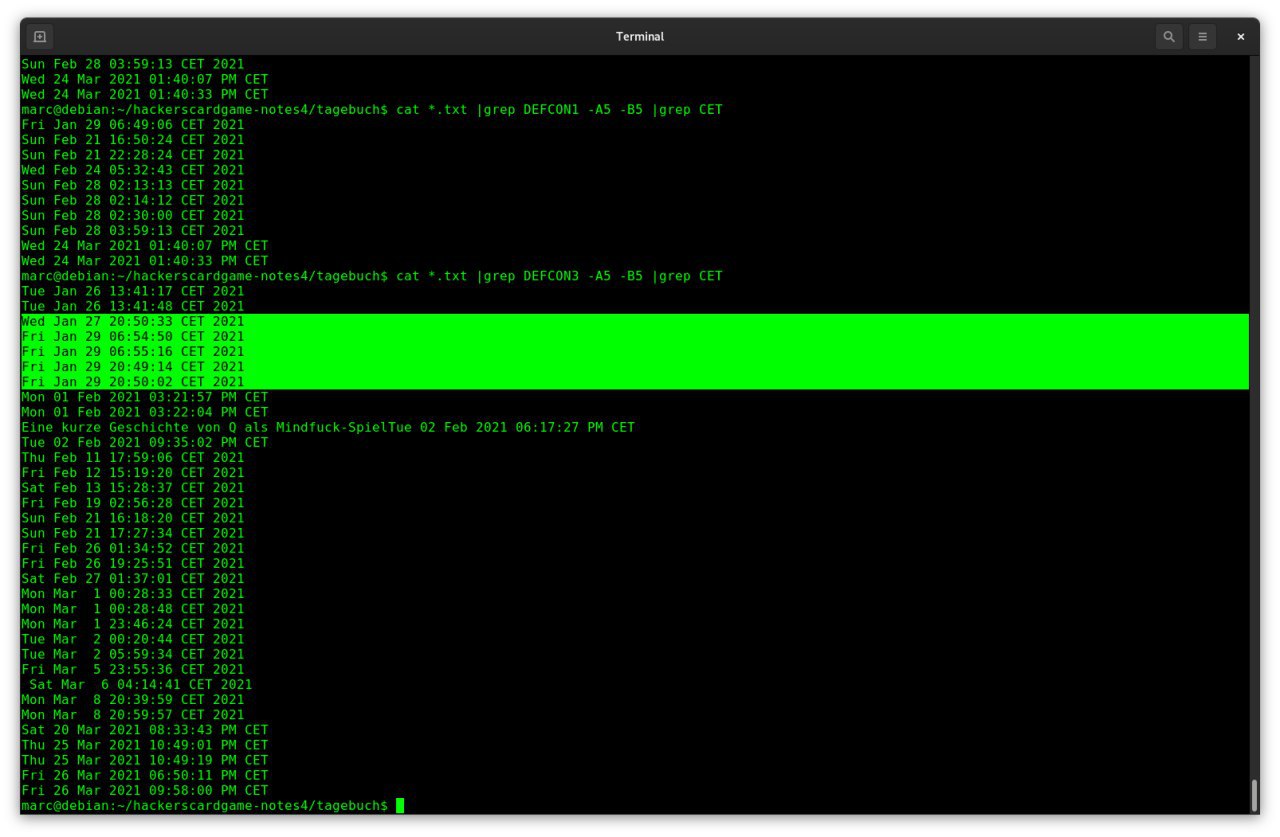 Terminal
Sun Feb 28 03:59:13 CET 2021
Wed 24 Mar 2021 01:40:07 PM CET
Wed 24 Mar 2021 01:40:33 PM CET
marc@debian:~/hackerscardgame-notes4/tagebuch$ cat *.txt |grep DEFCON1 -A5 -B5 |grep CET
Fri Jan 29 06:49:06 CET 2021
Sun Feb 21 16:50:24 CET 2021
Sun Feb 21 22:28:24 CET 2021
Wed Feb 24 05:32:43 CET 2021
Sun Feb 28 02:13:13 CET 2021
Sun Feb 28 02:14:12 CET 2021
Sun Feb 28 02:30:00 CET 2021
Sun Feb 28 03:59:13 CET 2021
Wed 24 Mar 2021 01:40:07 PM CET
Wed 24 Mar 2021 01:40:33 PM CET
marc@debian:~/hackerscardgame-notes4/tagebuch$ cat *.txt |grep DEFCON3 -A5 -B5 |grep CET
Tue Jan 26 13:41:17 CET 2021
Tue Jan 26 13:41:48 CET 2021
Wed Jan 27 20:50:33 CET 2021
Fri Jan 29 06:54:50 CET 2021
Fri Jan 29 06:55:16 CET 2021
Fri Jan 29 20:49:14 CET 2021
Fri Jan 29 20:50:02 CET 2021
Mon 01 Feb 2021 03:21:57 PM CET
Mon 01 Feb 2021 03:22:04 PM CET
Eine kurze Geschichte von Q als Mindfuck-SpielTue 02 Feb 2021 06:17:27 PM CET
Tue 02 Feb 2021 09:35:02 PM CET
Thu Feb 11 17:59:06 CET 2021
Fri Feb 12 15:19:20 CET 2021
Sat Feb 13 15:28:37 CET 2021
Fri Feb 19 02:56:28 CET 2021
Sun Feb 21 16:18:20 CET 2021
Sun Feb 21 17:27:34 CET 2021
Fri Feb 26 01:34:52 CET 2021
Fri Feb 26 19:25:51 CET 2021
Sat Feb 27 01:37:01 CET 2021
Mon Mar  1 00:28:33 CET 2021
Mon Mar  1 00:28:48 CET 2021
Mon Mar  1 23:46:24 CET 2021
Tue Mar  2 00:20:44 CET 2021
Tue Mar  2 05:59:34 CET 2021
Fri Mar  5 23:55:36 CET 2021
 Sat Mar  6 04:14:41 CET 2021
Mon Mar  8 20:39:59 CET 2021
Mon Mar  8 20:59:57 CET 2021
Sat 20 Mar 2021 08:33:43 PM CET
Thu 25 Mar 2021 10:49:01 PM CET
Thu 25 Mar 2021 10:49:19 PM CET
Fri 26 Mar 2021 06:50:11 PM CET
Fri 26 Mar 2021 09:58:00 PM CET
marc@debian:~/hackerscardgame-notes4/tagebuch$